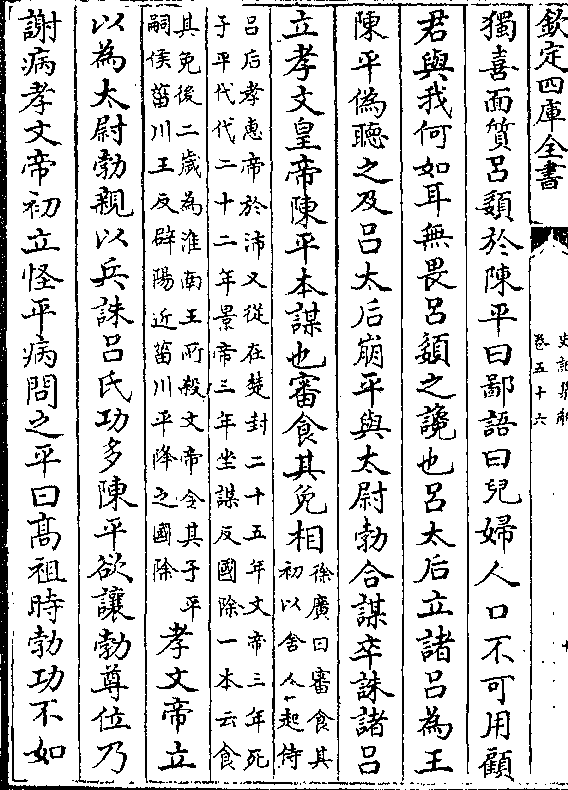 欽定四庫全書
史記集解
卷五十六
獨喜面質呂嬃於陳平曰鄙語曰兒婦人口不可用顧
君與我何如耳無畏呂嬃之讒也呂太后立諸呂為王
陳平偽聽之及呂太后崩平與太尉勃合謀卒誅諸呂
立孝文皇帝陳平本謀也審食其免相徐廣曰審食其初以舍人起侍
呂后孝惠帝於沛又從在楚封二十五年文帝三年死
子平代代二十二年景帝三年坐謀反國除一本云食
其免後二歲為淮南王所殺文帝令其子平
嗣侯菑川王反辟陽近菑川平降之國除孝文帝立
以為太尉勃親以兵誅呂氏功多陳平欲讓勃尊位乃
謝病孝文帝初立怪平病問之平曰高祖時勃功不如